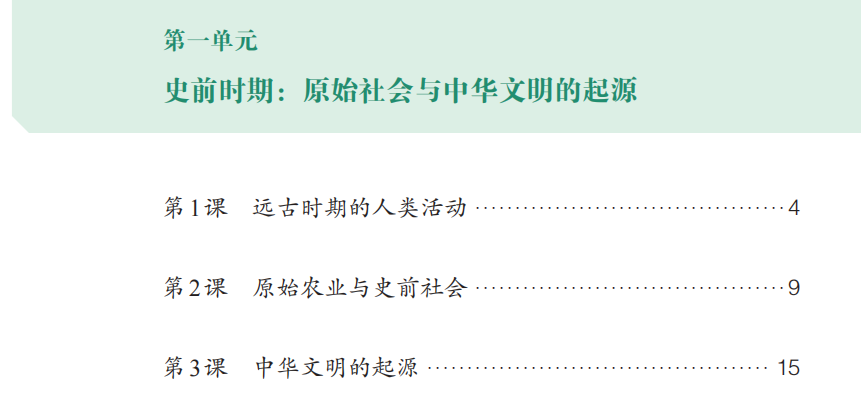 第一单元
史前时期：原始社会与中华文明的起源
第1课 远古时期的人类活动 ······································ 4
第2课 原始农业与史前社会 ······································ 9
第3课 中华文明的起源 ·········································· 15